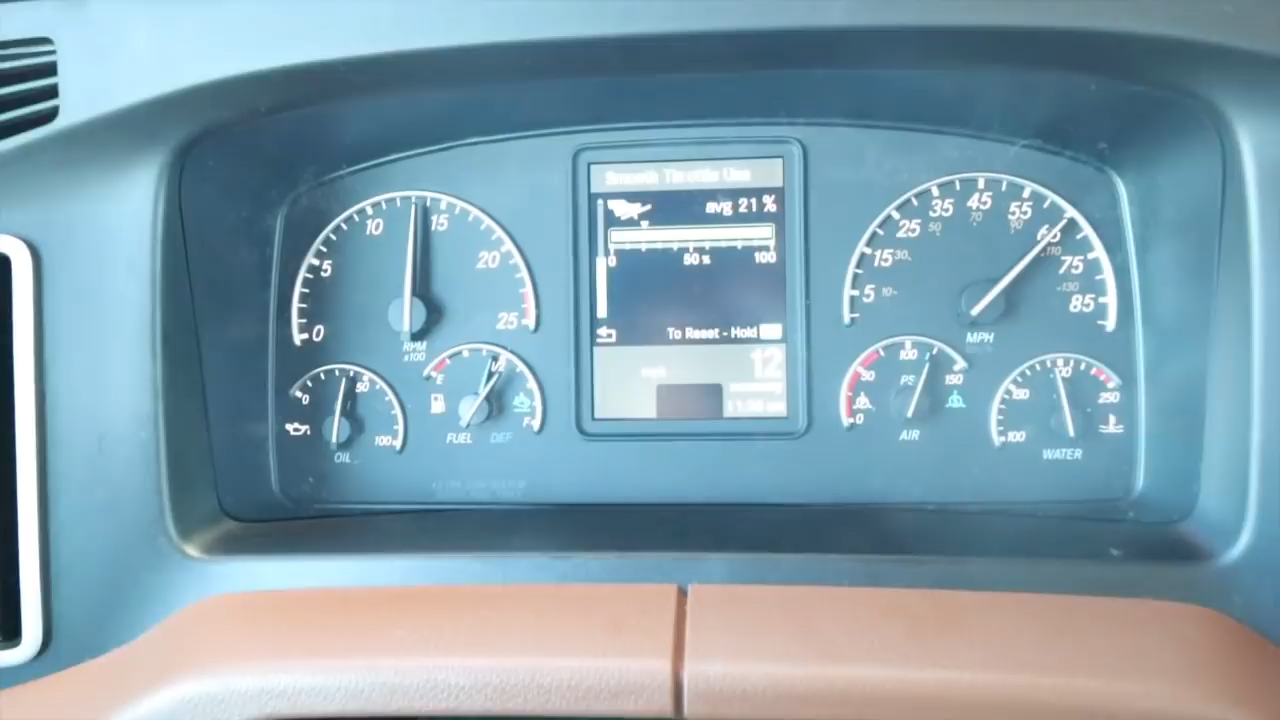 Smooth Throttle Use
avg 21 %
0 50 % 100
To Reset - Hold
12
0 5 10 15 20 25
RPM
x100
0 50 100
OIL
E 1/2 F
FUEL DEF
5 15 25 35 45 55 65 75 85
10 30 50 70 90 110 130
MPH
0 50 100 150
PSI
AIR
100 150 250
WATER